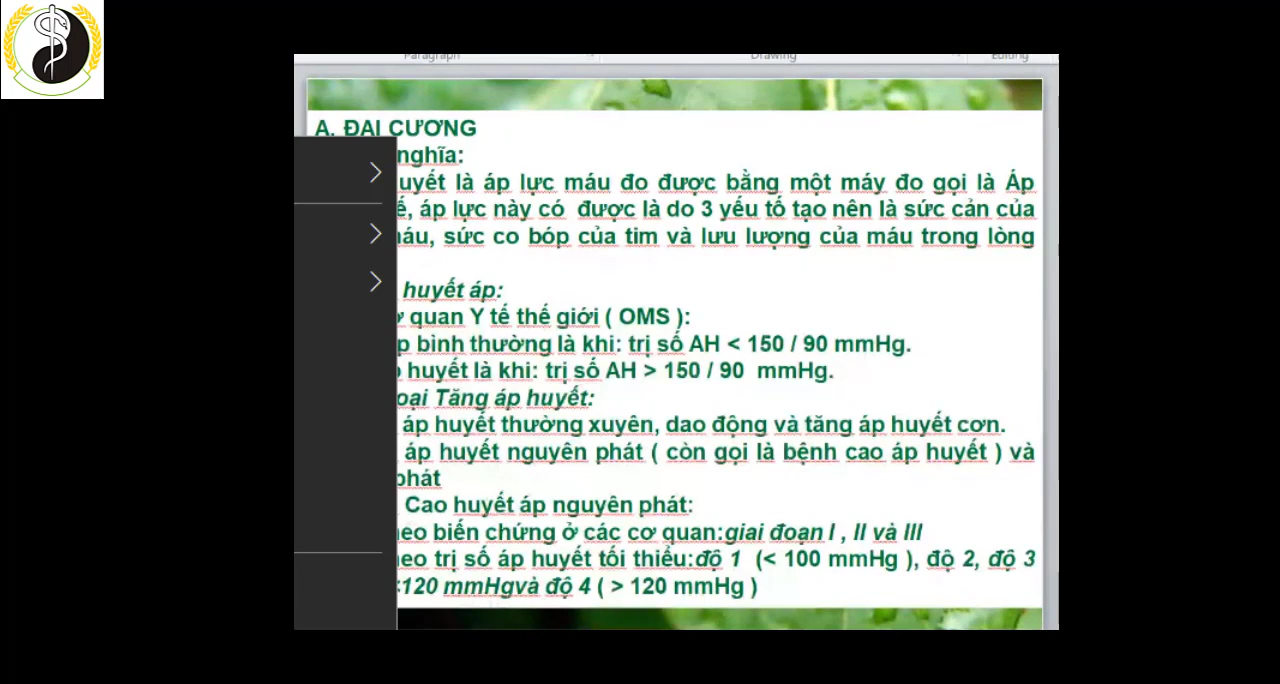 Paragraph Drawing Editing
A. ĐẠI CƯƠNG
nghĩa:
uyết là áp lực máu đo được bằng một máy đo gọi là Áp
ế, áp lực này có được là do 3 yếu tố tạo nên là sức cản của
máu, sức co bóp của tim và lưu lượng của máu trong lòng
huyết áp:
ơ quan Y tế thế giới ( OMS ):
p bình thường là khi: trị số AH < 150 / 90 mmHg.
huyết là khi: trị số AH > 150 / 90 mmHg.
oại Tăng áp huyết:
áp huyết thường xuyên, dao động và tăng áp huyết cơn.
áp huyết nguyên phát ( còn gọi là bệnh cao áp huyết ) và
phát
Cao huyết áp nguyên phát:
heo biến chứng ở các cơ quan:giai đoạn I , II và III
heo trị số áp huyết tối thiểu:độ 1 (< 100 mmHg ), độ 2, độ 3
<120 mmHgvà độ 4 ( > 120 mmHg )